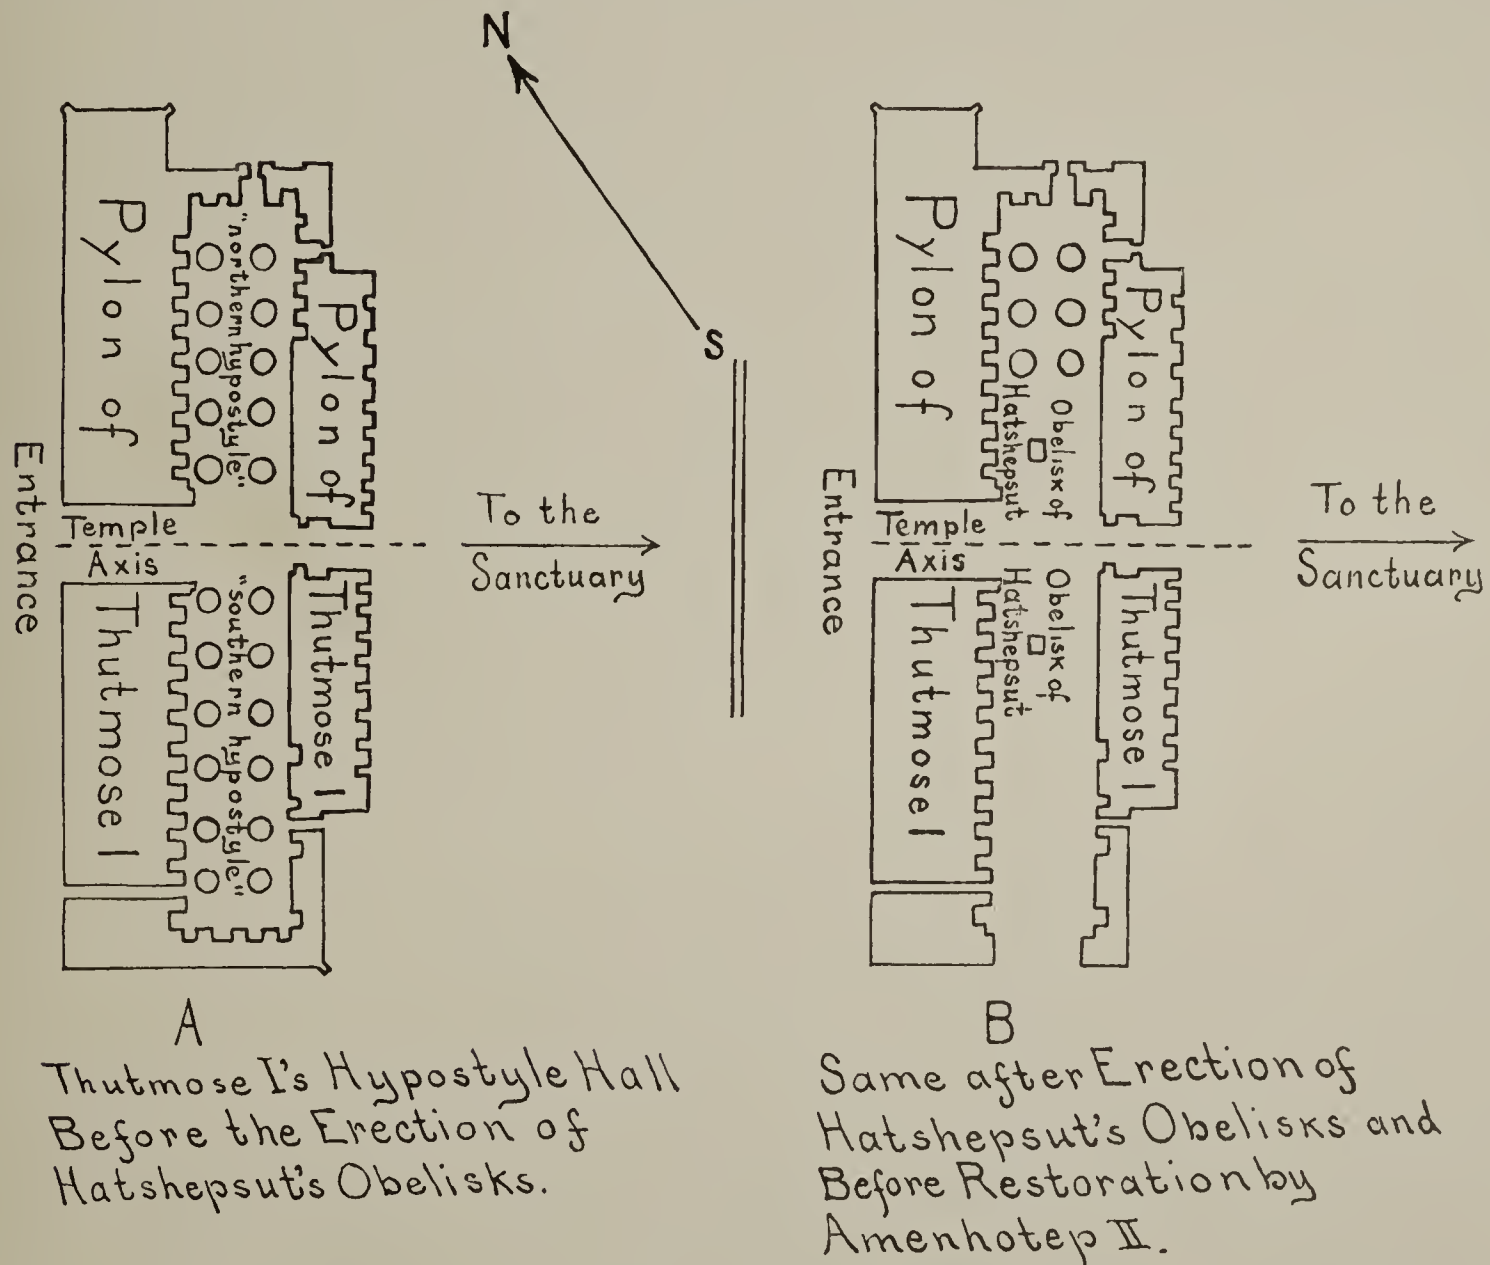 N
S
Pylon of
Thutmose I
"northern hypostyle"
"southern hypostyle"
Pylon of
Thutmose I
Entrance
Temple
Axis
To the
Sanctuary
A
Thutmose I's Hypostyle Hall
Before the Erection of
Hatshepsut's Obelisks.
Pylon of
Thutmose I
Obelisk of
Hatshepsut
Obelisk of
Hatshepsut
Pylon of
Thutmose I
Entrance
Temple
Axis
To the
Sanctuary
B
Same after Erection of
Hatshepsut's Obelisks and
Before Restoration by
Amenhotep II.